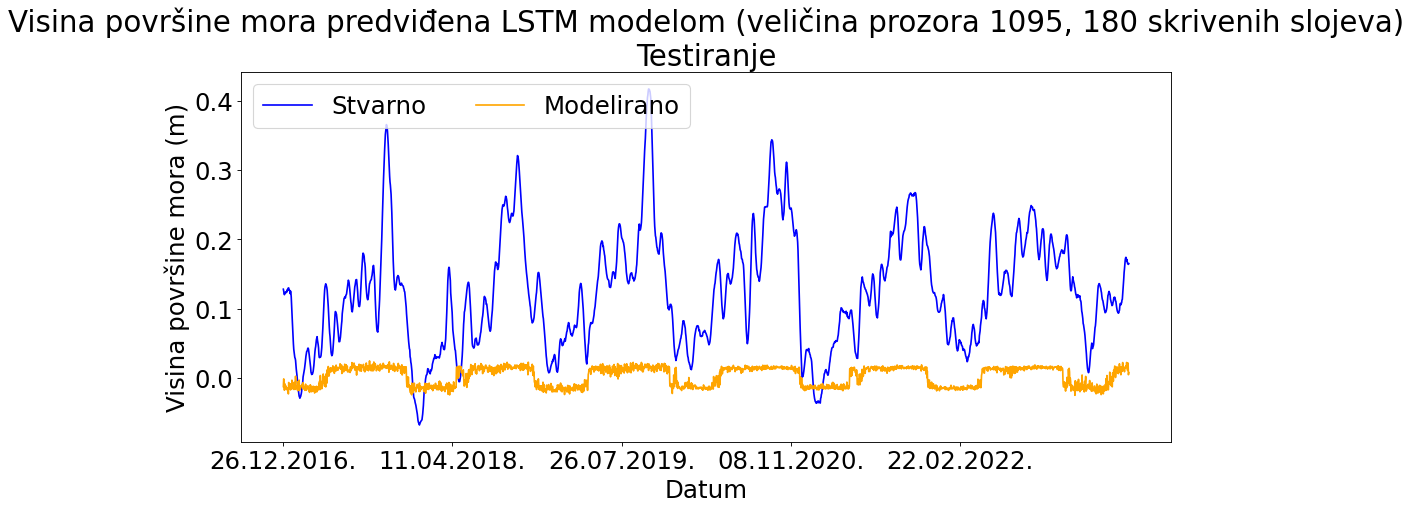 Visina površine mora predviđena LSTM modelom (veličina prozora 1095, 180 skrivenih slojeva)
Testiranje
Stvarno
Modelirano
Visina površine mora (m)
0.4
0.3
0.2
0.1
0.0
26.12.2016.
11.04.2018.
26.07.2019.
08.11.2020.
22.02.2022.
Datum